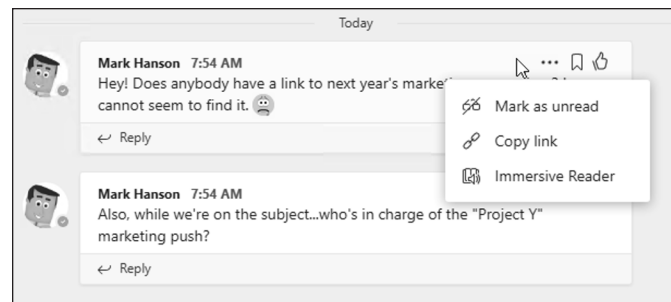 Today
Mark Hanson 7:54 AM
Hey! Does anybody have a link to next year's
cannot seem to find it.
Mark as unread
Copy link
Immersive Reader
Reply
Mark Hanson 7:54 AM
Also, while we're on the subject...who's in charge of the "Project Y"
marketing push?
Reply